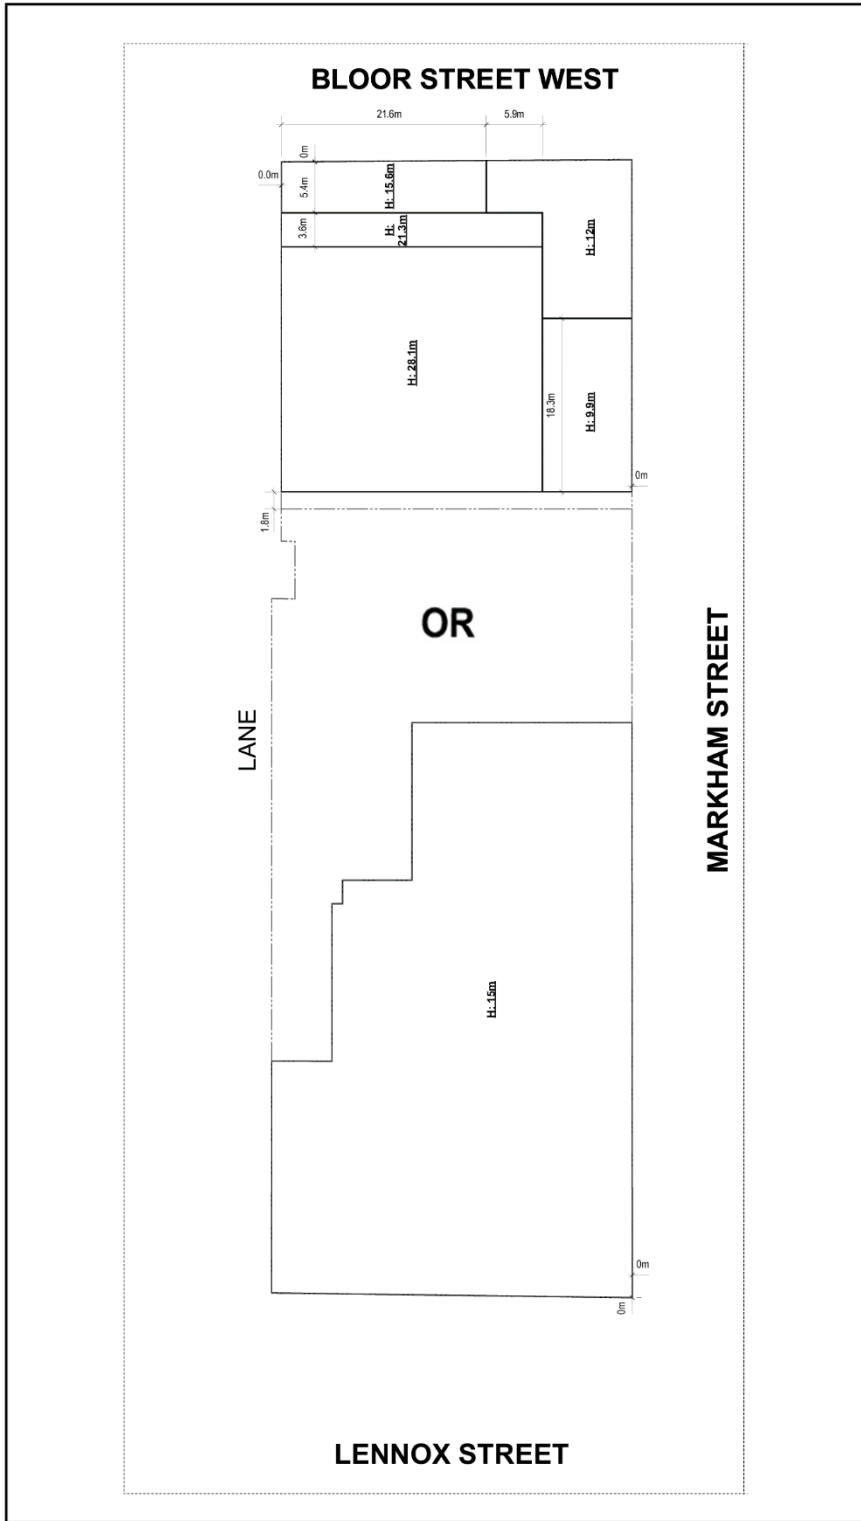 BLOOR STREET WEST
21.6m
5.9m
0m
0.0m
5.4m
H: 15.6m
3.6m
H:
21.3m
H: 12m
H: 28.1m
18.3m
H: 9.9m
0m
1.8m
OR
LANE
MARKHAM STREET
H: 15m
0m
0m
LENNOX STREET